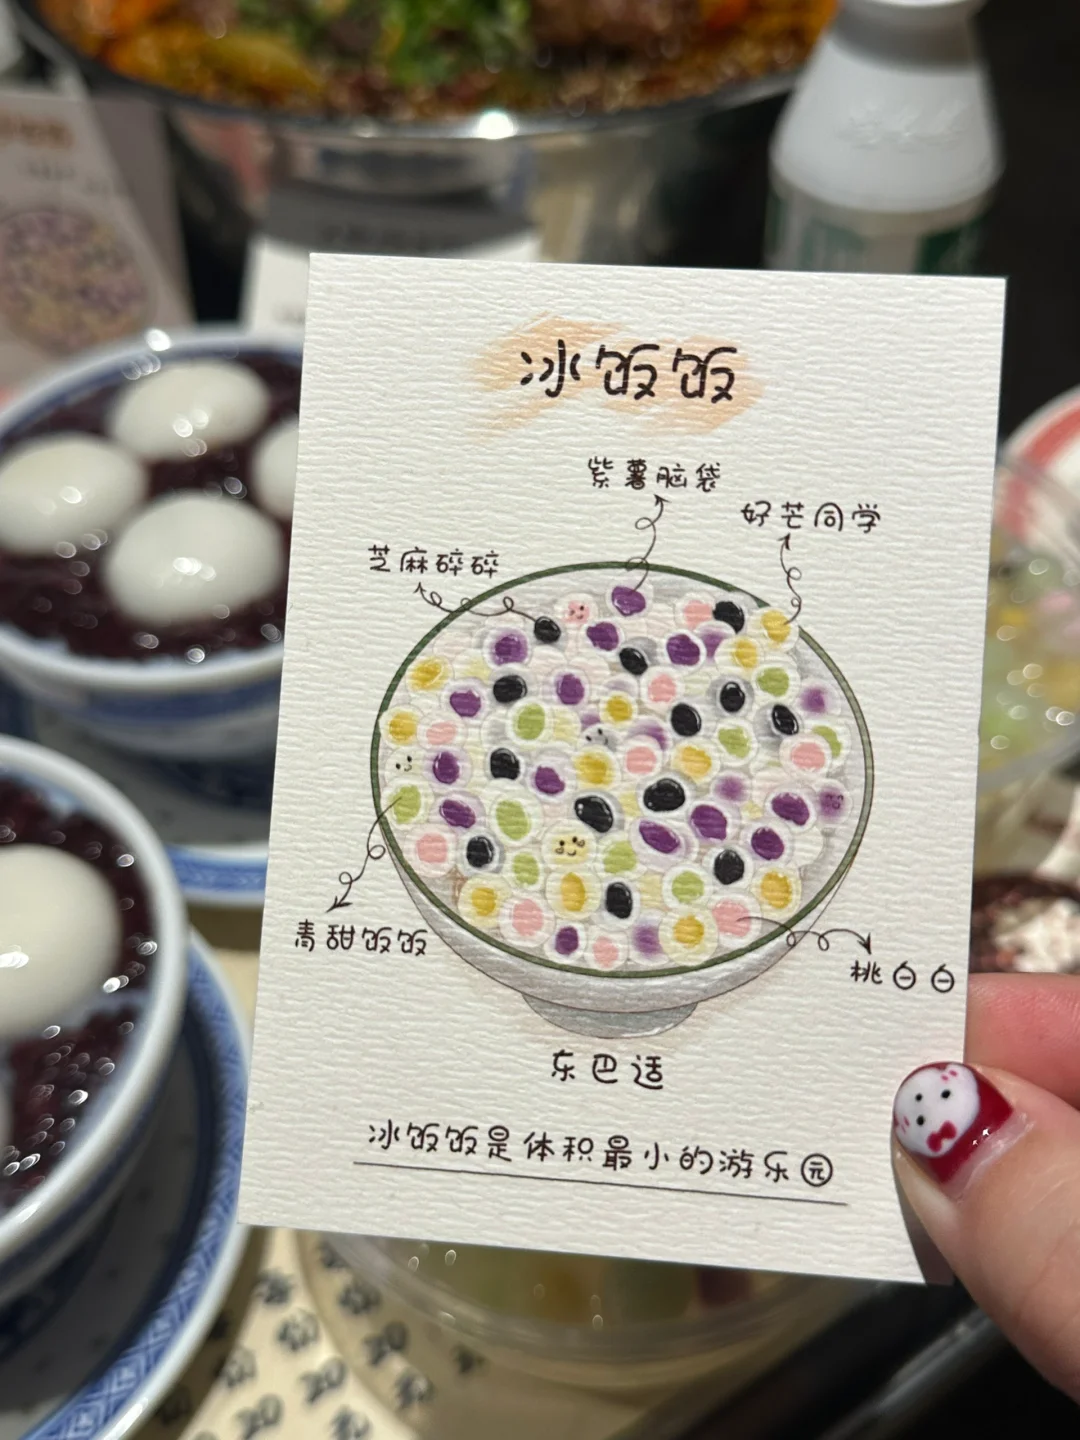 冰饭饭
紫薯脑袋
好芒同学
芝麻碎碎
青甜饭饭
桃白白
东巴适
冰饭饭是体积最小的游乐园